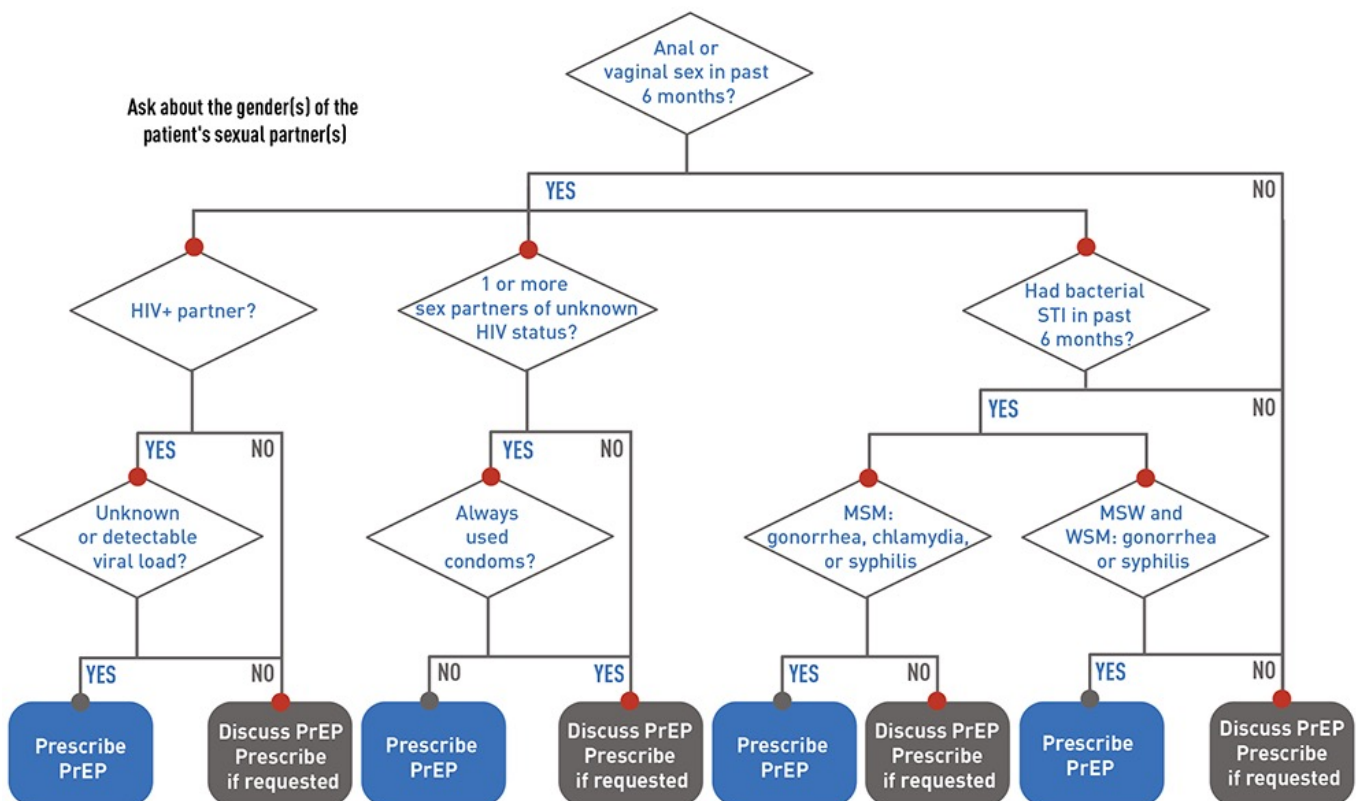 Anal or
vaginal sex in past
6 months?
Ask about the gender(s) of the
patient's sexual partner(s)
YES
NO
HIV+ partner?
1 or more
sex partners of unknown
HIV status?
Had bacterial
STI in past
6 months?
YES
NO
YES
NO
YES
NO
Unknown
or detectable
viral load?
Always
used
condoms?
MSM:
gonorrhea, chlamydia,
or syphilis
MSW and
WSM: gonorrhea
or syphilis
YES
NO
NO
YES
YES
NO
YES
NO
Prescribe
PrEP
Discuss PrEP
Prescribe
if requested
Prescribe
PrEP
Discuss PrEP
Prescribe
if requested
Prescribe
PrEP
Discuss PrEP
Prescribe
if requested
Prescribe
PrEP
Discuss PrEP
Prescribe
if requested